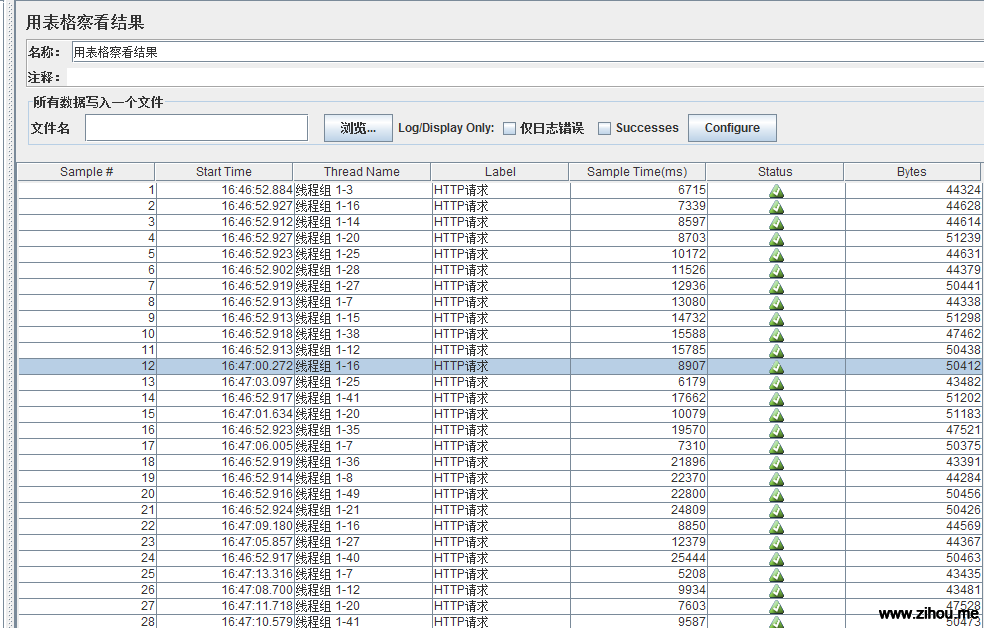 用表格察看结果
名称： 用表格察看结果
注释：
所有数据写入一个文件
文件名 浏览... Log/Display Only: 仅日志错误 Successes Configure
Sample # Start Time Thread Name Label Sample Time(ms) Status Bytes
1 16:46:52.884 线程组 1-3 HTTP请求 6715 44324
2 16:46:52.927 线程组 1-16 HTTP请求 7339 44628
3 16:46:52.912 线程组 1-14 HTTP请求 8597 44614
4 16:46:52.927 线程组 1-20 HTTP请求 8703 51239
5 16:46:52.923 线程组 1-25 HTTP请求 10172 44631
6 16:46:52.902 线程组 1-28 HTTP请求 11526 44379
7 16:46:52.919 线程组 1-27 HTTP请求 12936 50441
8 16:46:52.913 线程组 1-7 HTTP请求 13080 44338
9 16:46:52.913 线程组 1-15 HTTP请求 14732 51298
10 16:46:52.918 线程组 1-38 HTTP请求 15588 47462
11 16:46:52.913 线程组 1-12 HTTP请求 15785 50438
12 16:47:00.272 线程组 1-16 HTTP请求 8907 50412
13 16:47:03.097 线程组 1-25 HTTP请求 6179 43482
14 16:46:52.917 线程组 1-41 HTTP请求 17662 51202
15 16:47:01.634 线程组 1-20 HTTP请求 10079 51183
16 16:46:52.923 线程组 1-35 HTTP请求 19570 47521
17 16:47:06.005 线程组 1-7 HTTP请求 7310 50375
18 16:46:52.919 线程组 1-36 HTTP请求 21896 43391
19 16:46:52.914 线程组 1-8 HTTP请求 22370 44284
20 16:46:52.916 线程组 1-49 HTTP请求 22800 50456
21 16:46:52.924 线程组 1-21 HTTP请求 24809 50426
22 16:47:09.180 线程组 1-16 HTTP请求 8850 44569
23 16:47:05.857 线程组 1-27 HTTP请求 12379 44367
24 16:46:52.917 线程组 1-40 HTTP请求 25444 50463
25 16:47:13.316 线程组 1-7 HTTP请求 5208 43435
26 16:47:08.700 线程组 1-12 HTTP请求 9934 43481
27 16:47:11.718 线程组 1-20 HTTP请求 7603 47528
28 16:47:10.579 线程组 1-41 HTTP请求 9587 50473
www.zihou.me